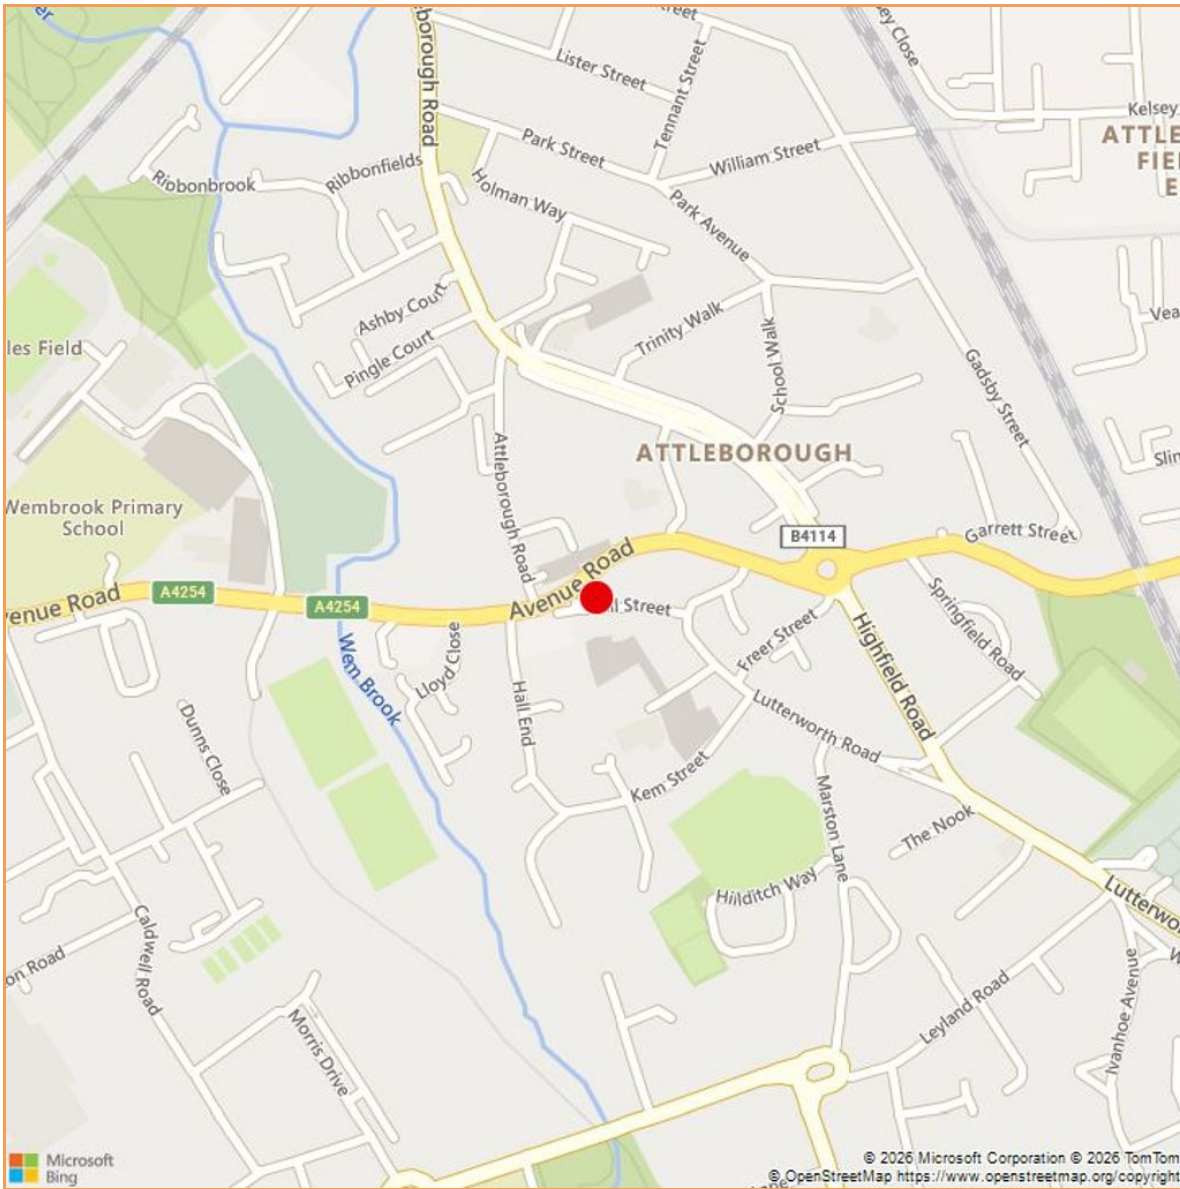 er
borough Road
Lister Street
treet
Tennant Street
ey Close
Kelsey
ATTLE
FIE
E
Park Street
William Street
Ribbonbrook
Ribbonfields
Holman Way
Park Avenue
Ashby Court
Trinity Walk
School Walk
Vea
les Field
Pingle Court
Gadsby Street
Attleborough Road
ATTLEBOROUGH
Slin
Wembrook Primary
School
B4114
Garrett Street
Avenue Road
A4254
A4254
venue Road
ll Street
Springfield Road
Wem Brook
Lloyd Close
Freer Street
Highfield Road
Hall End
Dunns Close
Lutterworth Road
Kem Street
Marston Lane
The Nook
Hilditch Way
Lutterwo
W
Caldwell Road
on Road
Ivanhoe Avenue
Leyland Road
Morris Drive
Microsoft
Bing
© 2026 Microsoft Corporation © 2026 TomTom
© OpenStreetMap https://www.openstreetmap.org/copyright